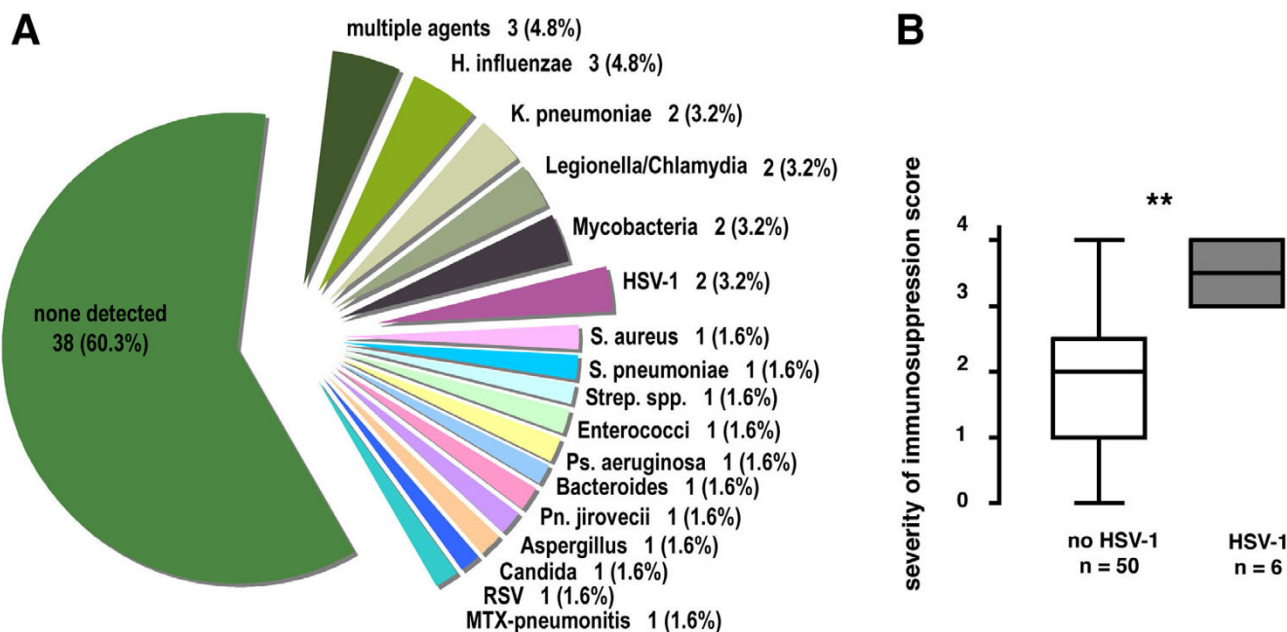 A
multiple agents 3 (4.8%)
H. influenzae 3 (4.8%)
K. pneumoniae 2 (3.2%)
Legionella/Chlamydia 2 (3.2%)
Mycobacteria 2 (3.2%)
HSV-1 2 (3.2%)
S. aureus 1 (1.6%)
S. pneumoniae 1 (1.6%)
Strep. spp. 1 (1.6%)
Enterococci 1 (1.6%)
Ps. aeruginosa 1 (1.6%)
Bacteroides 1 (1.6%)
Pn. jirovecii 1 (1.6%)
Aspergillus 1 (1.6%)
Candida 1 (1.6%)
RSV 1 (1.6%)
MTX-pneumonitis 1 (1.6%)
none detected
38 (60.3%)
B
severity of immunosuppression score
4
3
2
1
0
**
no HSV-1
n = 50
HSV-1
n = 6